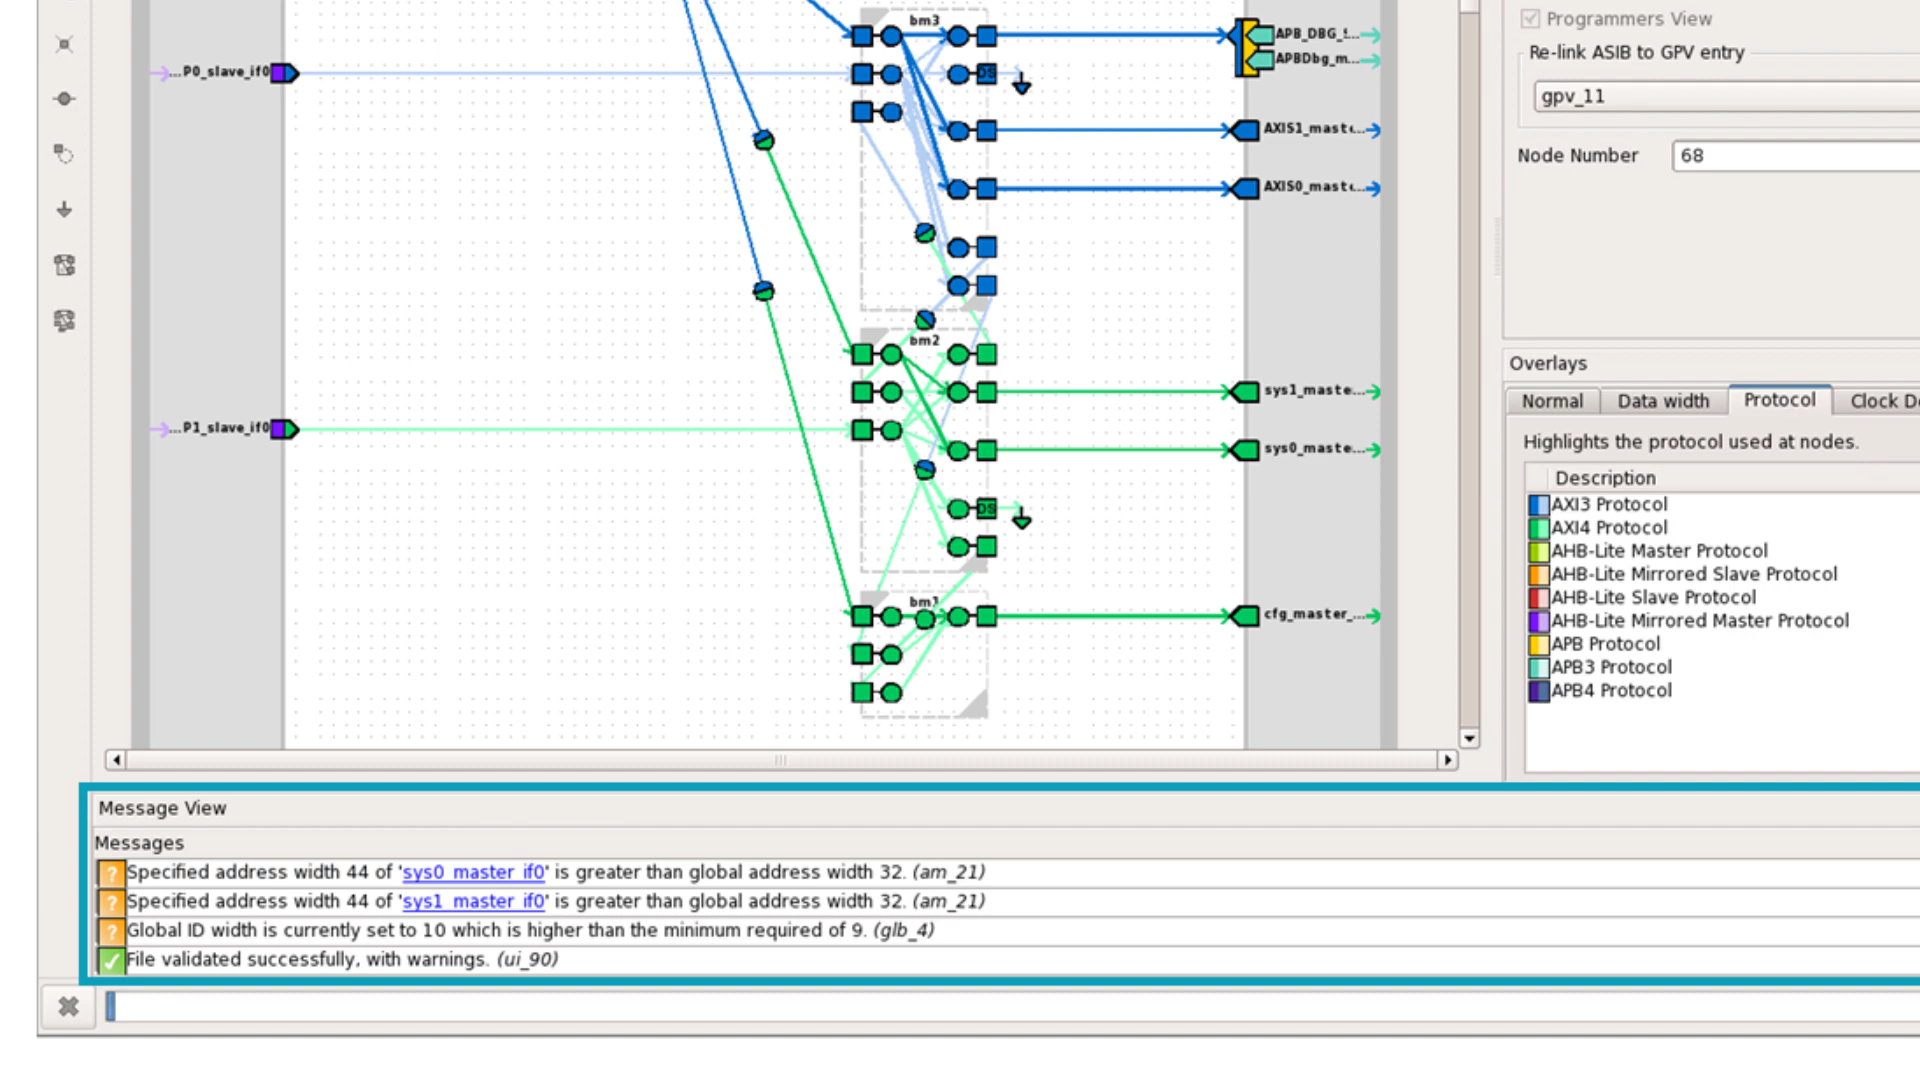 bm3
APB_DBG_!...
APBDbg_m...
...P0_slave_if0
DS
AXIS1_mast‹...
AXIS0_mast‹...
bm2
sys1_maste...
...P1_slave_if0
sys0_maste...
DS
bm1
cfg_master_...
Programmers View
Re-link ASIB to GPV entry
gpv_11
Node Number 68
Overlays
Normal Data width Protocol Clock D
Highlights the protocol used at nodes.
Description
AXI3 Protocol
AXI4 Protocol
AHB-Lite Master Protocol
AHB-Lite Mirrored Slave Protocol
AHB-Lite Slave Protocol
AHB-Lite Mirrored Master Protocol
APB Protocol
APB3 Protocol
APB4 Protocol
Message View
Messages
? Specified address width 44 of 'sys0_master_if0' is greater than global address width 32. (am_21)
? Specified address width 44 of 'sys1_master_if0' is greater than global address width 32. (am_21)
? Global ID width is currently set to 10 which is higher than the minimum required of 9. (glb_4)
File validated successfully, with warnings. (ui_90)